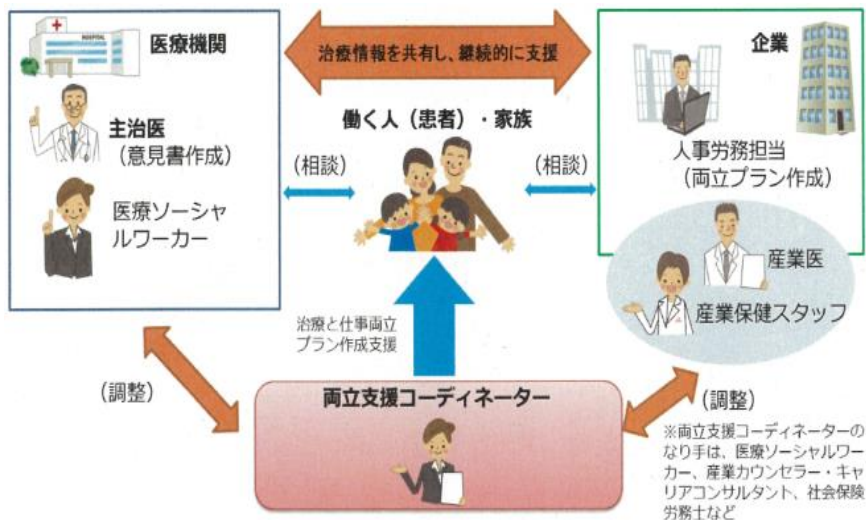 HOSPITAL
医療機関
治療情報を共有し、継続的に支援
企業
主治医
（意見書作成）
働く人（患者）・家族
人事労務担当
（両立プラン作成）
（相談）
（相談）
医療ソーシャ
ルワーカー
産業医
産業保健スタッフ
治療と仕事両立
プラン作成支援
（調整）
両立支援コーディネーター
（調整）
※両立支援コーディネーターの
なり手は、医療ソーシャルワー
カー、産業カウンセラー・キャ
リアコンサルタント、社会保険
労務士など